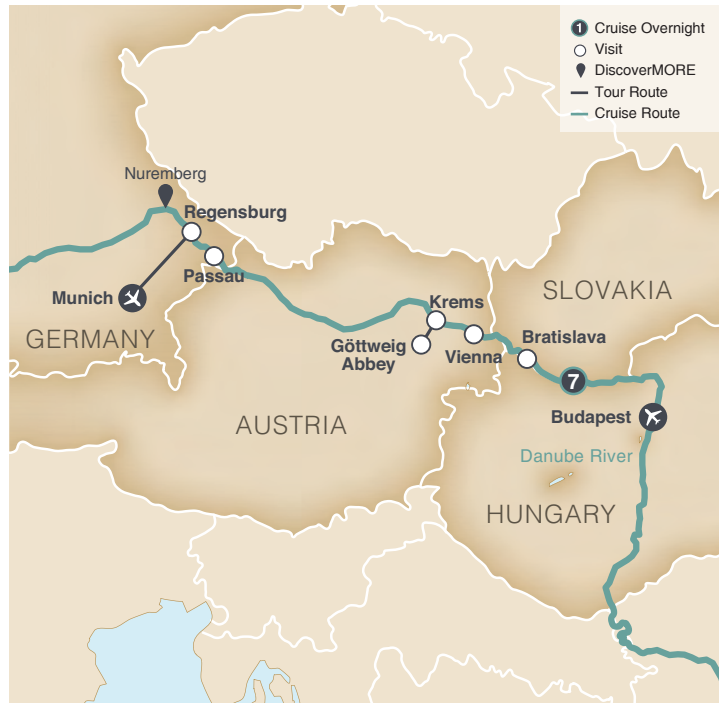 1 Cruise Overnight
Visit
DiscoverMORE
Tour Route
Cruise Route
Nuremberg
Regensburg
Passau
Munich
GERMANY
Krems
Göttweig
Abbey
Vienna
Bratislava
SLOVAKIA
7
Budapest
AUSTRIA
Danube River
HUNGARY